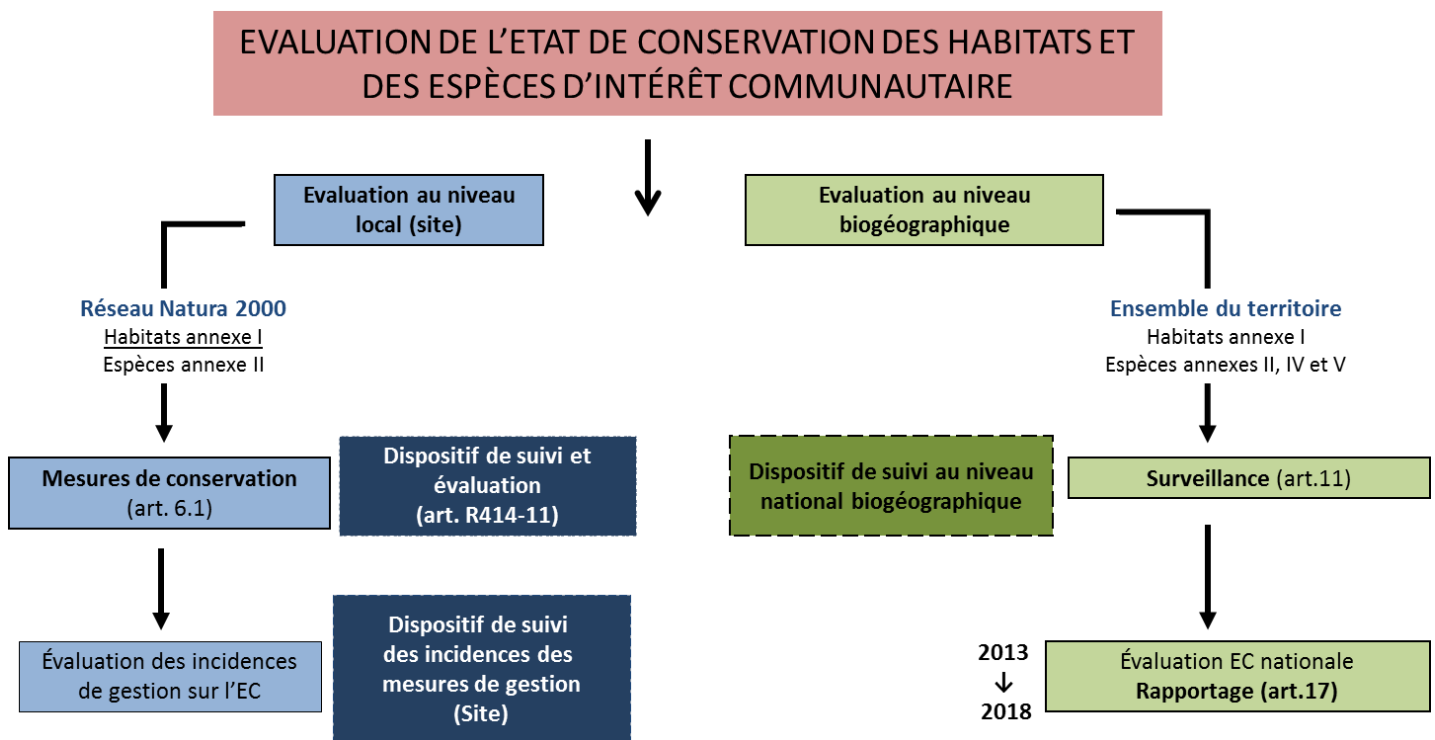 EVALUATION DE L'ETAT DE CONSERVATION DES HABITATS ET
DES ESPÈCES D'INTÉRÊT COMMUNAUTAIRE
Evaluation au niveau
local (site)
Evaluation au niveau
biogéographique
Réseau Natura 2000
Habitats annexe I
Espèces annexe II
Ensemble du territoire
Habitats annexe I
Espèces annexes II, IV et V
Mesures de conservation
(art. 6.1)
Dispositif de suivi et
évaluation
(art. R414-11)
Dispositif de suivi au niveau
national biogéographique
Surveillance (art.11)
Évaluation des incidences
de gestion sur l'EC
Dispositif de suivi
des incidences des
mesures de gestion
(Site)
2013
↓
2018
Évaluation EC nationale
Rapportage (art.17)